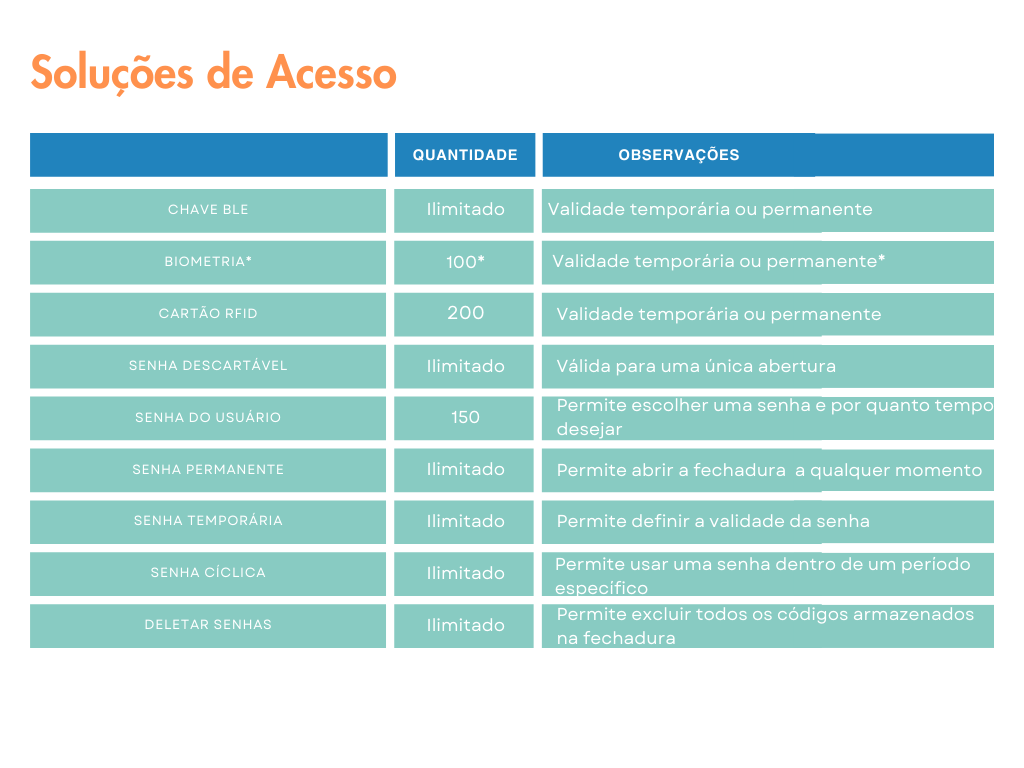 Soluções de Acesso
QUANTIDADE OBSERVAÇÕES
CHAVE BLE Ilimitado Validade temporária ou permanente
BIOMETRIA* 100* Validade temporária ou permanente*
CARTÃO RFID 200 Validade temporária ou permanente
SENHA DESCARTÁVEL Ilimitado Válida para uma única abertura
SENHA DO USUÁRIO 150 Permite escolher uma senha e por quanto tempo
desejar
SENHA PERMANENTE Ilimitado Permite abrir a fechadura a qualquer momento
SENHA TEMPORÁRIA Ilimitado Permite definir a validade da senha
SENHA CÍCLICA Ilimitado Permite usar uma senha dentro de um período
específico
DELETAR SENHAS Ilimitado Permite excluir todos os códigos armazenados
na fechadura